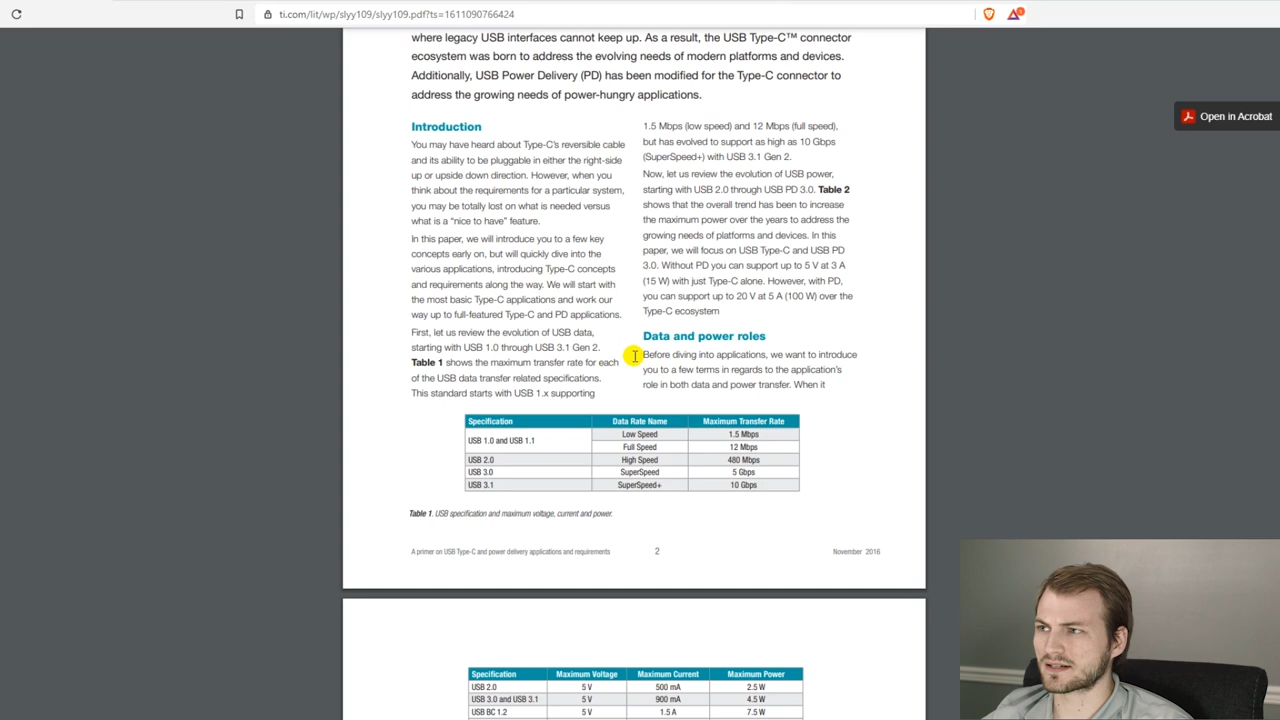 ti.com/lit/wp/slyy109/slyy109.pdf?ts=1611090766424
Open in Acrobat
where legacy USB interfaces cannot keep up. As a result, the USB Type-C™ connector
ecosystem was born to address the evolving needs of modern platforms and devices.
Additionally, USB Power Delivery (PD) has been modified for the Type-C connector to
address the growing needs of power-hungry applications.
Introduction
You may have heard about Type-C's reversible cable
and its ability to be pluggable in either the right-side
up or upside down direction. However, when you
think about the requirements for a particular system,
you may be totally lost on what is needed versus
what is a “nice to have” feature.
In this paper, we will introduce you to a few key
concepts early on, but will quickly dive into the
various applications, introducing Type-C concepts
and requirements along the way. We will start with
the most basic Type-C applications and work our
way up to full-featured Type-C and PD applications.
First, let us review the evolution of USB data,
starting with USB 1.0 through USB 3.1 Gen 2.
Table 1 shows the maximum transfer rate for each
of the USB data transfer related specifications.
This standard starts with USB 1.x supporting
1.5 Mbps (low speed) and 12 Mbps (full speed),
but has evolved to support as high as 10 Gbps
(SuperSpeed+) with USB 3.1 Gen 2.
Now, let us review the evolution of USB power,
starting with USB 2.0 through USB PD 3.0. Table 2
shows that the overall trend has been to increase
the maximum power over the years to address the
growing needs of platforms and devices. In this
paper, we will focus on USB Type-C and USB PD
3.0. Without PD you can support up to 5 V at 3 A
(15 W) with just Type-C alone. However, with PD,
you can support up to 20 V at 5 A (100 W) over the
Type-C ecosystem
Data and power roles
Before diving into applications, we want to introduce
you to a few terms in regards to the application's
role in both data and power transfer. When it
Specification Data Rate Name Maximum Transfer Rate
USB 1.0 and USB 1.1 Low Speed 1.5 Mbps
Full Speed 12 Mbps
USB 2.0 High Speed 480 Mbps
USB 3.0 SuperSpeed 5 Gbps
USB 3.1 SuperSpeed+ 10 Gbps
Table 1. USB specification and maximum voltage, current and power.
A primer on USB Type-C and power delivery applications and requirements 2 November 2016
Specification Maximum Voltage Maximum Current Maximum Power
USB 2.0 5 V 500 mA 2.5 W
USB 3.0 and USB 3.1 5 V 900 mA 4.5 W
USB BC 1.2 5 V 1.5 A 7.5 W